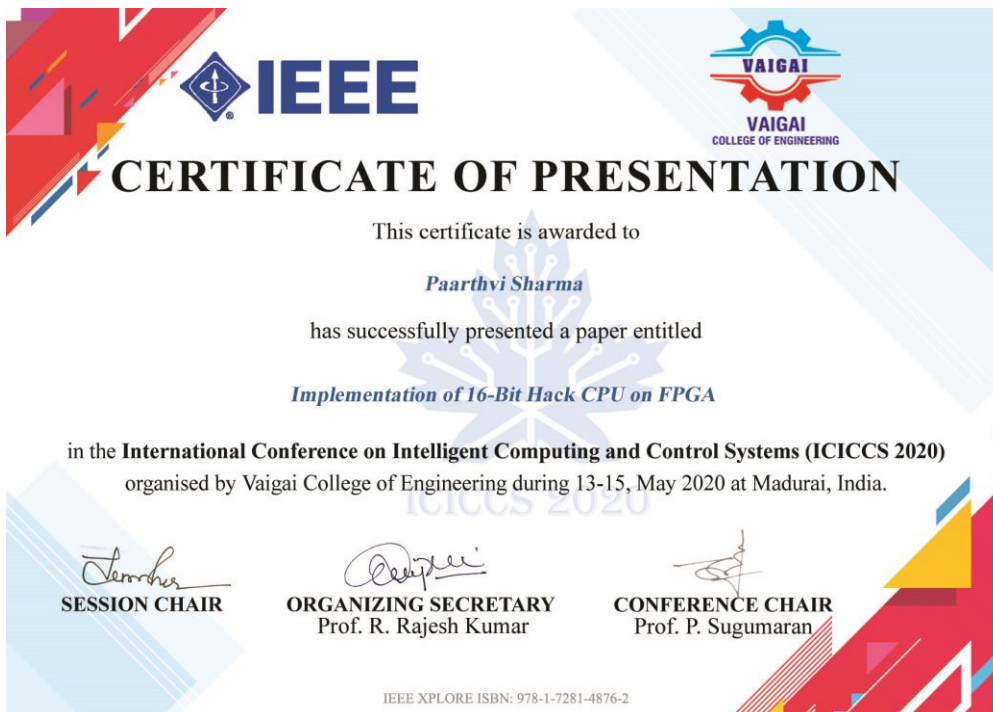 IEEE
VAIGAI
VAIGAI
COLLEGE OF ENGINEERING
CERTIFICATE OF PRESENTATION
This certificate is awarded to
Paarthvi Sharma
has successfully presented a paper entitled
Implementation of 16-Bit Hack CPU on FPGA
in the International Conference on Intelligent Computing and Control Systems (ICICCS 2020)
organised by Vaigai College of Engineering during 13-15, May 2020 at Madurai, India.
ICICCS 2020
SESSION CHAIR
ORGANIZING SECRETARY
Prof. R. Rajesh Kumar
CONFERENCE CHAIR
Prof. P. Sugumaran
IEEE XPLORE ISBN: 978-1-7281-4876-2